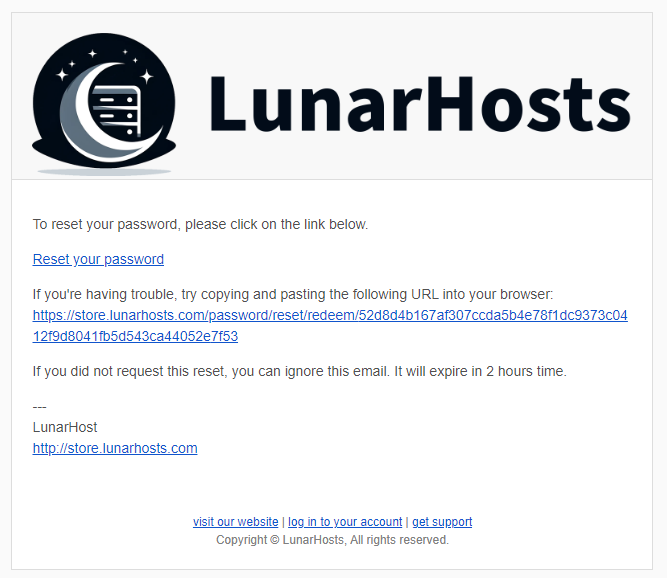 LunarHosts
To reset your password, please click on the link below.
Reset your password
If you're having trouble, try copying and pasting the following URL into your browser:
https://store.lunarhosts.com/password/reset/redeem/52d8d4b167af307ccda5b4e78f1dc9373c04
12f9d8041fb5d543ca44052e7f53
If you did not request this reset, you can ignore this email. It will expire in 2 hours time.
---
LunarHost
http://store.lunarhosts.com
visit our website | log in to your account | get support
Copyright © LunarHosts, All rights reserved.